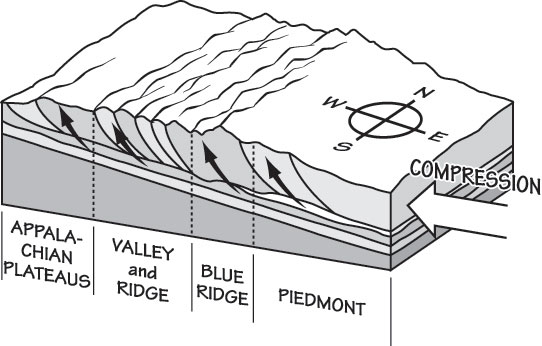 N
W
E
S
COMPRESSION
APPALA-
CHIAN
PLATEAUS
VALLEY
and
RIDGE
BLUE
RIDGE
PIEDMONT